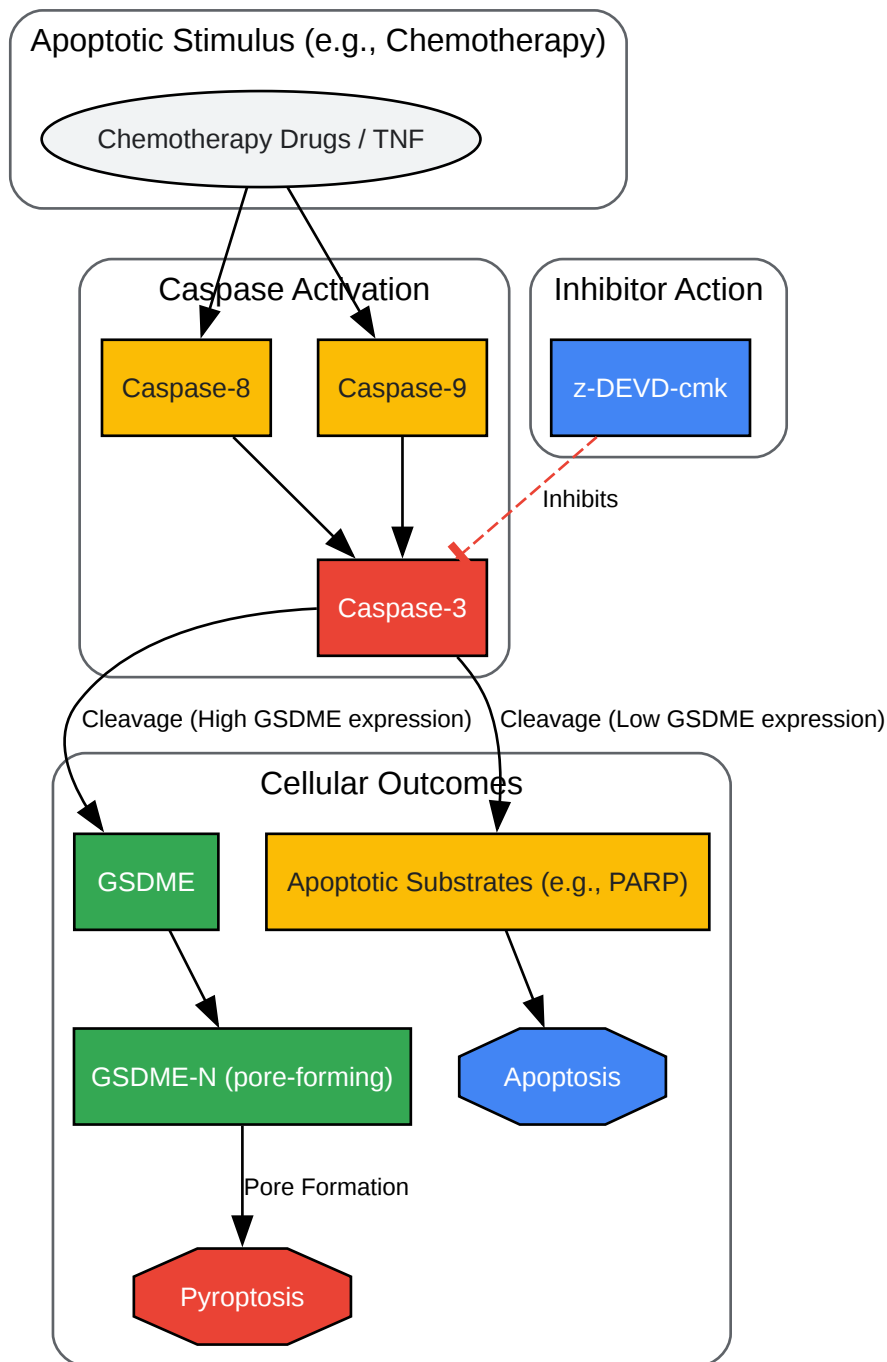 Apoptotic Stimulus (e.g., Chemotherapy)
Chemotherapy Drugs / TNF
Caspase Activation
Inhibitor Action
Caspase-8
Caspase-9
z-DEVD-cmk
Inhibits
Caspase-3
Cleavage (High GSDME expression)
Cleavage (Low GSDME expression)
Cellular Outcomes
GSDME
Apoptotic Substrates (e.g., PARP)
GSDME-N (pore-forming)
Apoptosis
Pore Formation
Pyroptosis